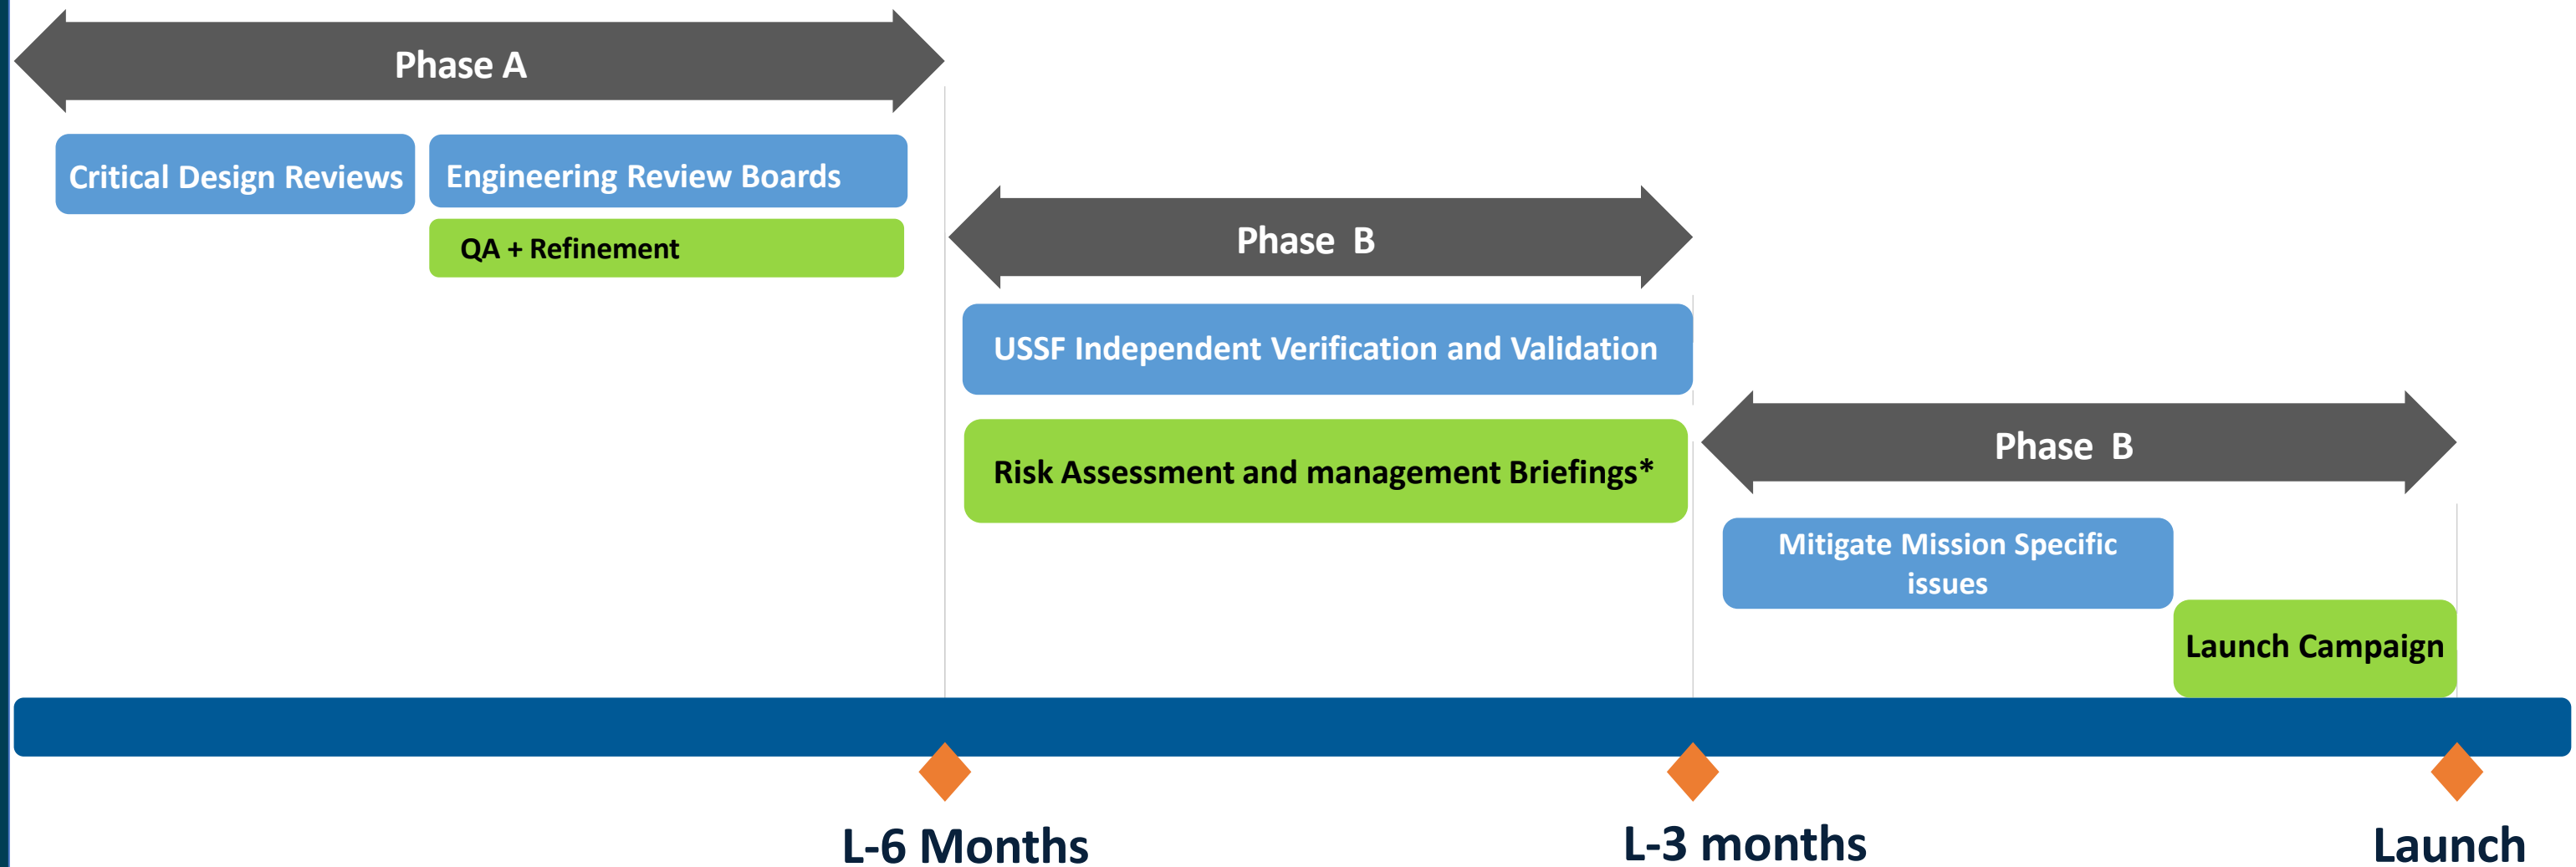 Phase A
Critical Design Reviews
Engineering Review Boards
QA + Refinement
Phase B
USSF Independent Verification and Validation
Risk Assessment and management Briefings*
Phase B
Mitigate Mission Specific
issues
Launch Campaign
L-6 Months
L-3 months
Launch